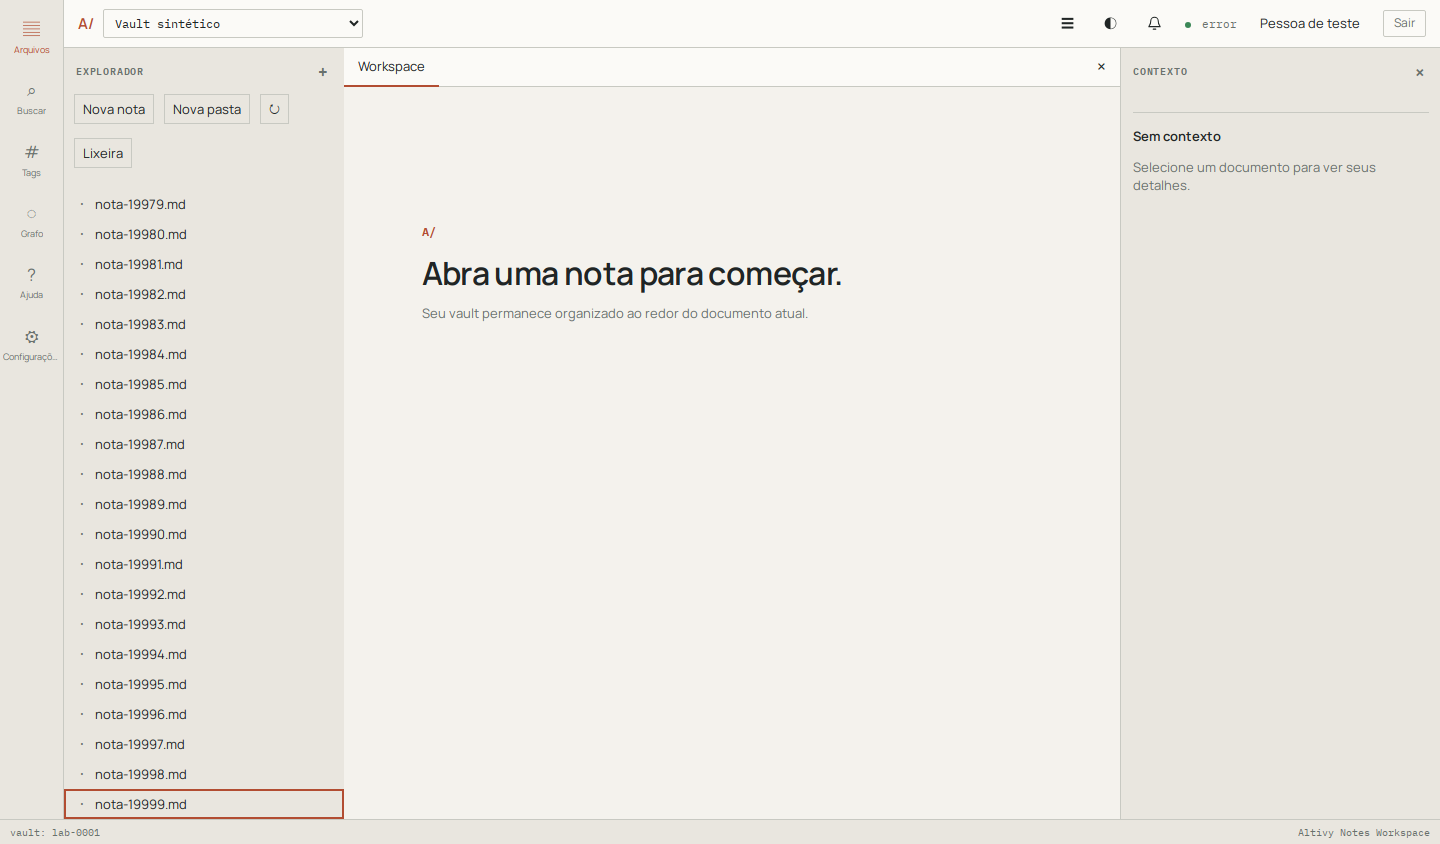 A/ Vault sintético error Pessoa de teste Sair
Arquivos
Buscar
Tags
Grafo
Ajuda
Configuraçõ…
EXPLORADOR +
Nova nota Nova pasta
Lixeira
nota-19979.md
nota-19980.md
nota-19981.md
nota-19982.md
nota-19983.md
nota-19984.md
nota-19985.md
nota-19986.md
nota-19987.md
nota-19988.md
nota-19989.md
nota-19990.md
nota-19991.md
nota-19992.md
nota-19993.md
nota-19994.md
nota-19995.md
nota-19996.md
nota-19997.md
nota-19998.md
nota-19999.md
Workspace ×
A/
Abra uma nota para começar.
Seu vault permanece organizado ao redor do documento atual.
CONTEXTO ×
Sem contexto
Selecione um documento para ver seus
detalhes.
vault: lab-0001
Altivy Notes Workspace